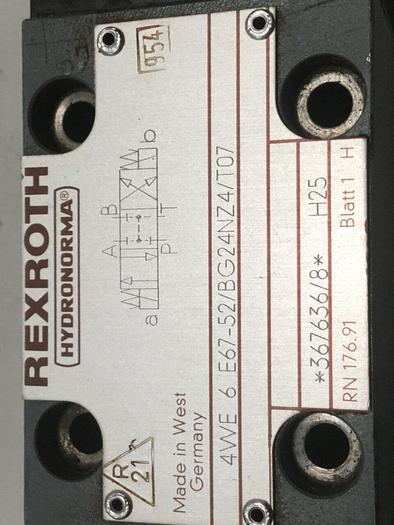 REXROTH
HYDRONORMA®
954
a
A B
P T
b
R
21
Made in West
Germany
4WE 6 E67-52/BG24NZ4/T07
*367636/8* H25
RN 176.91 Blatt 1 H